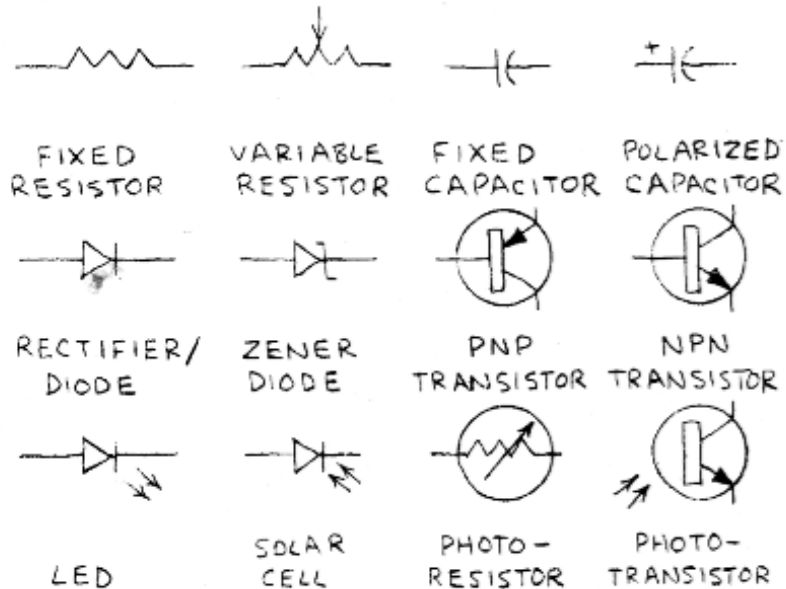 FIXED RESISTOR
VARIABLE RESISTOR
FIXED CAPACITOR
+
POLARIZED CAPACITOR
RECTIFIER/
DIODE
ZENER
DIODE
PNP
TRANSISTOR
NPN
TRANSISTOR
LED
SOLAR
CELL
PHOTO-
RESISTOR
PHOTO-
TRANSISTOR